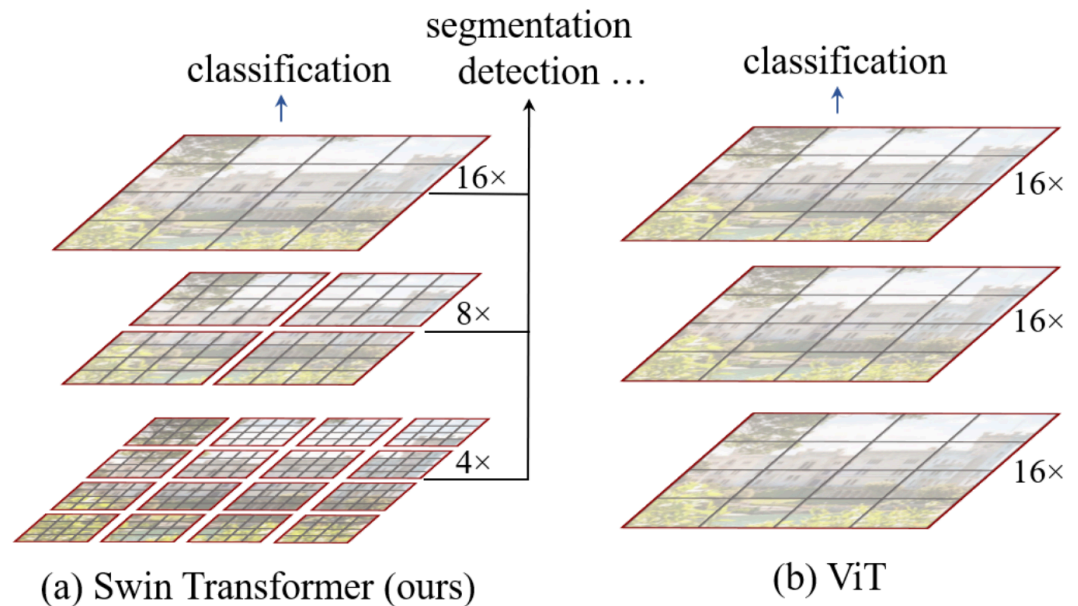 segmentation
detection …
classification
16×
8×
4×
(a) Swin Transformer (ours)
classification
16×
16×
16×
(b) ViT